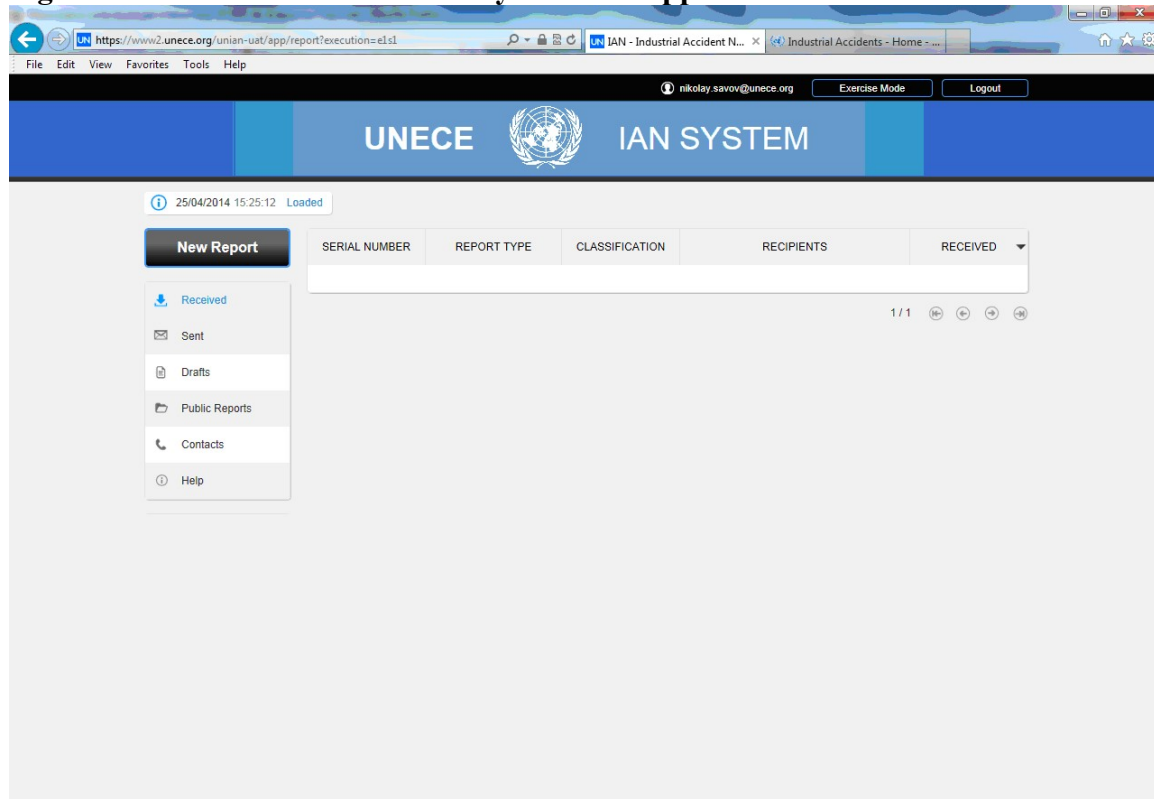 https://www2.unece.org/unian-uat/app/report?execution=e1s1
UN IAN - Industrial Accident N...
Industrial Accidents - Home - ...
File Edit View Favorites Tools Help
nikolay.savov@unece.org Exercise Mode Logout
UNECE IAN SYSTEM
25/04/2014 15:25:12 Loaded
New Report
SERIAL NUMBER REPORT TYPE CLASSIFICATION RECIPIENTS RECEIVED
Received
1 / 1
Sent
Drafts
Public Reports
Contacts
Help